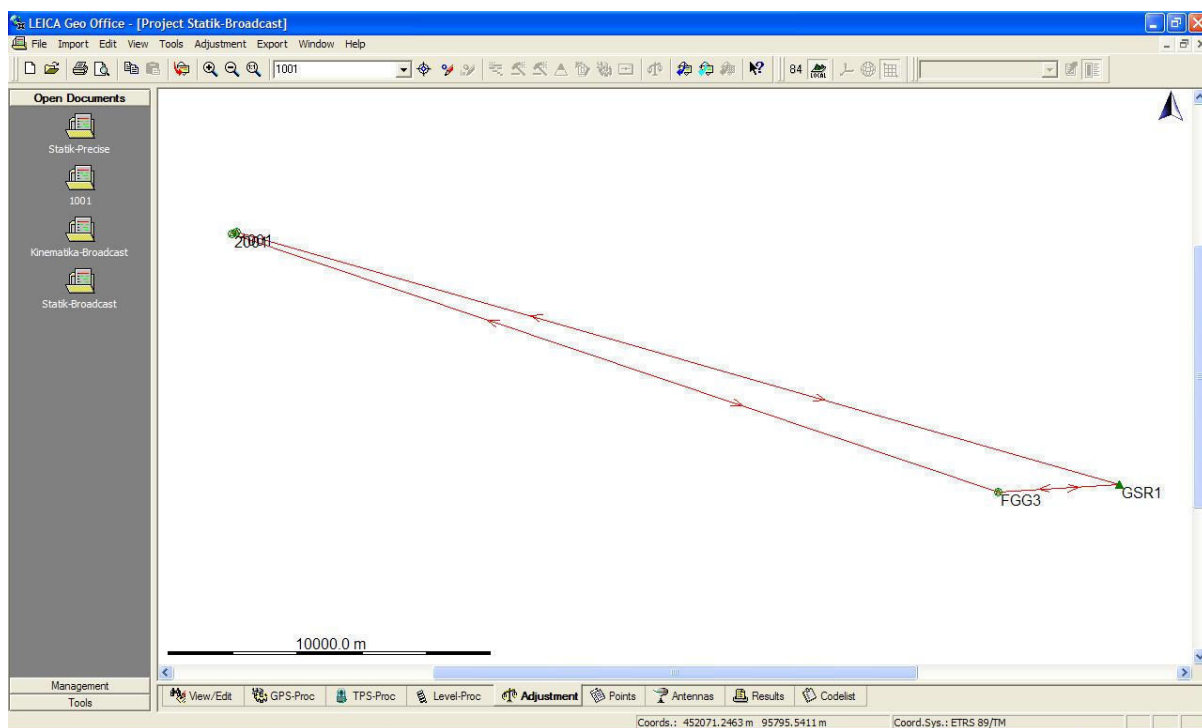 LEICA Geo Office - [Project Statik-Broadcast]
File Import Edit View Tools Adjustment Export Window Help
1001
84
LOCAL
Open Documents
Statik-Precise
1001
Kinematika-Broadcast
Statik-Broadcast
FGG3
GSR1
10000.0 m
Management
Tools
View/Edit GPS-Proc TPS-Proc Level-Proc Adjustment Points Antennas Results Codelist
Coords.: 452071.2463 m 95795.5411 m Coord.Sys.: ETRS 89/TM